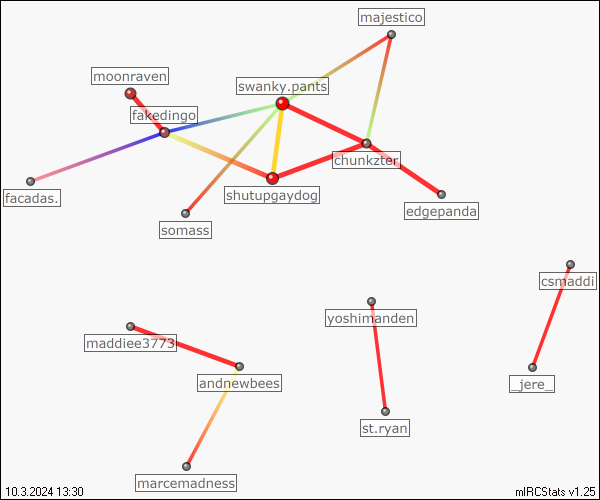 majestico
moonraven
swanky.pants
fakedingo
chunkzter
facadas.
shutupgaydog
edgepanda
somass
csmaddi
yoshimanden
maddiee3773
andnewbees
_jere_
st.ryan
marcemadness
10.3.2024 13:30
mIRCStats v1.25